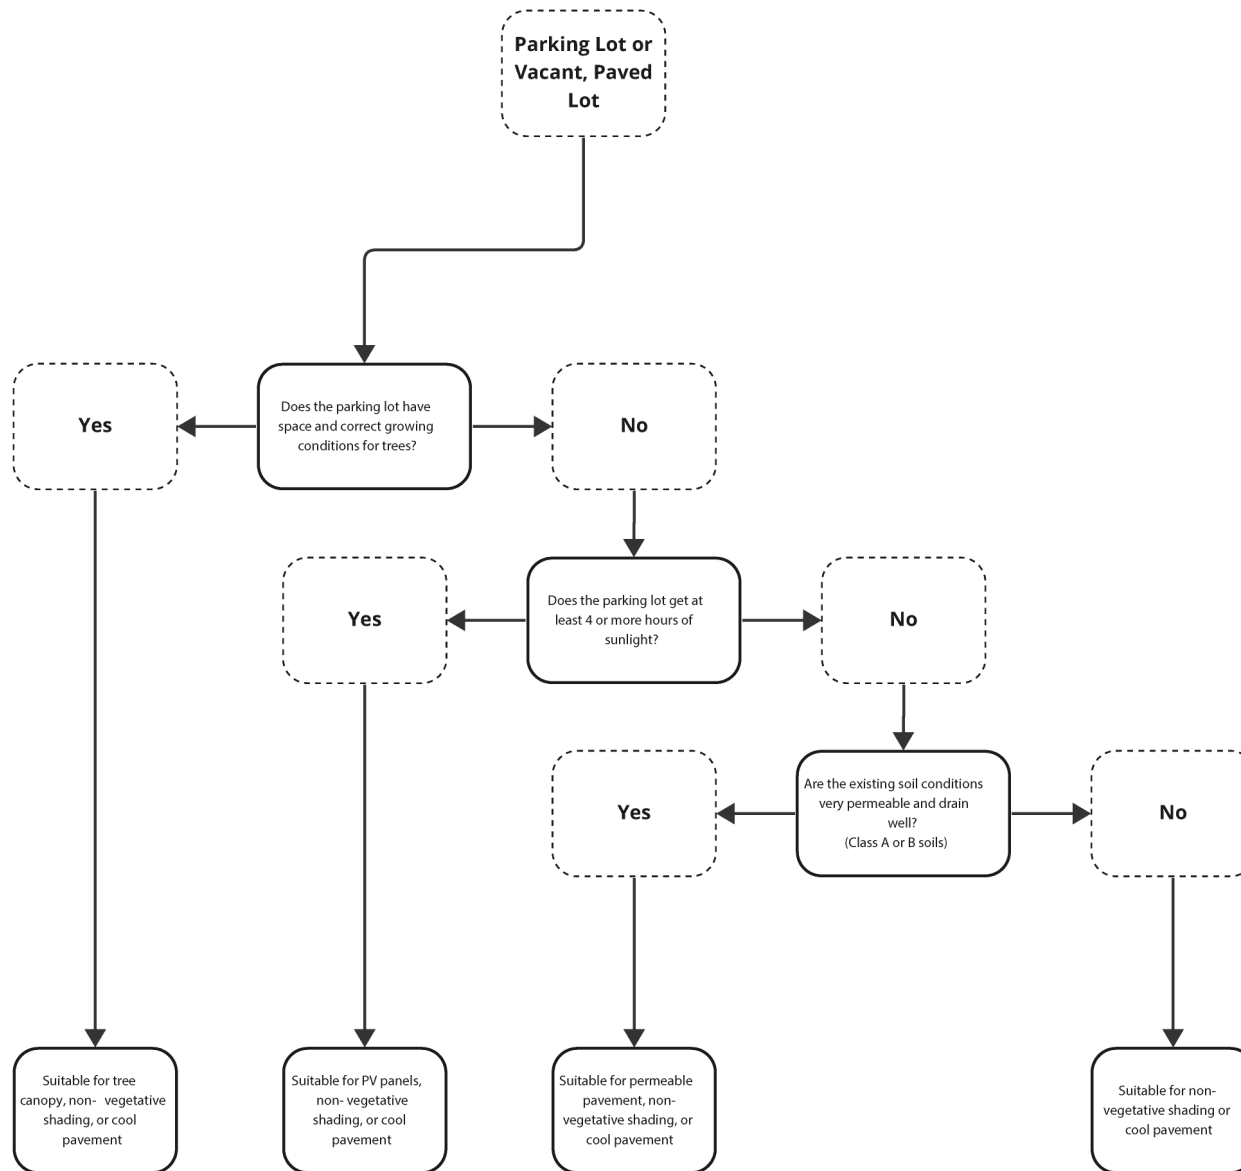 Parking Lot or
Vacant, Paved
Lot
Yes
Does the parking lot have
space and correct growing
conditions for trees?
No
Yes
Does the parking lot get at
least 4 or more hours of
sunlight?
No
Yes
Are the existing soil conditions
very permeable and drain
well?
(Class A or B soils)
No
Suitable for tree
canopy, non- vegetative
shading, or cool
pavement
Suitable for PV panels,
non- vegetative
shading, or cool
pavement
Suitable for permeable
pavement, non-
vegetative shading, or
cool pavement
Suitable for non-
vegetative shading or
cool pavement